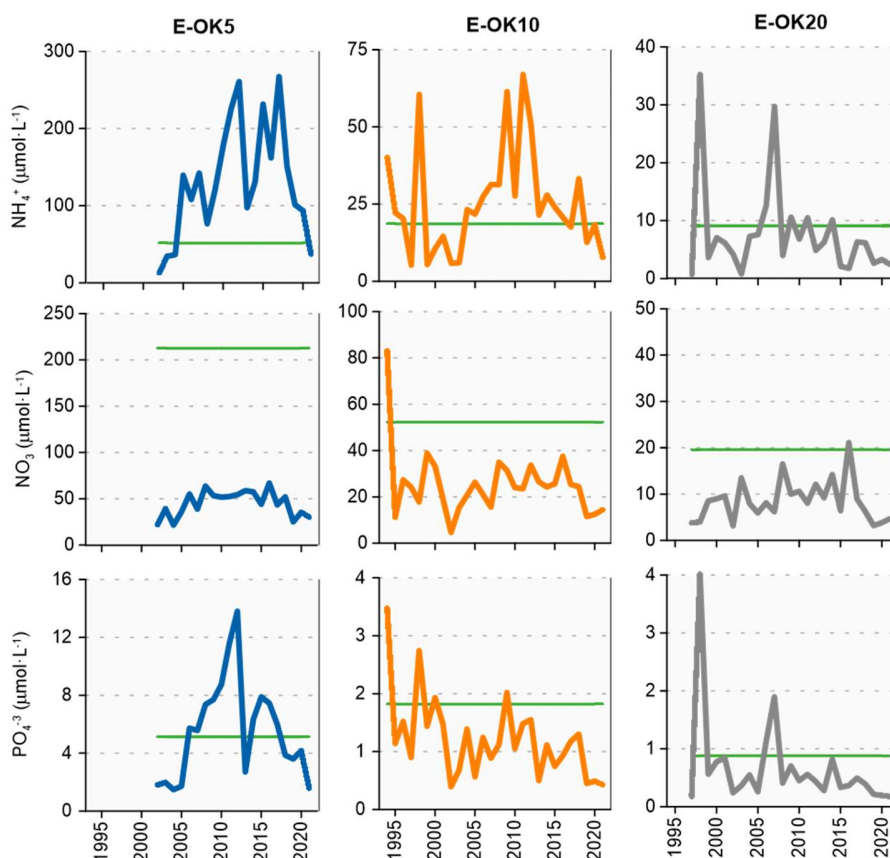 E-OK5 E-OK10 E-OK20
NH₄⁺ (µmol·L⁻¹)
300 200 100 0
75 50 25 0
40 30 20 10 0
NO₃ (µmol·L⁻¹)
250 200 150 100 50 0
100 80 60 40 20 0
50 40 30 20 10 0
PO₄⁻³ (µmol·L⁻¹)
16 12 8 4 0
4 3 2 1 0
4 3 2 1 0
1995 2000 2005 2010 2015 2020
1995 2000 2005 2010 2015 2020
1995 2000 2005 2010 2015 2020